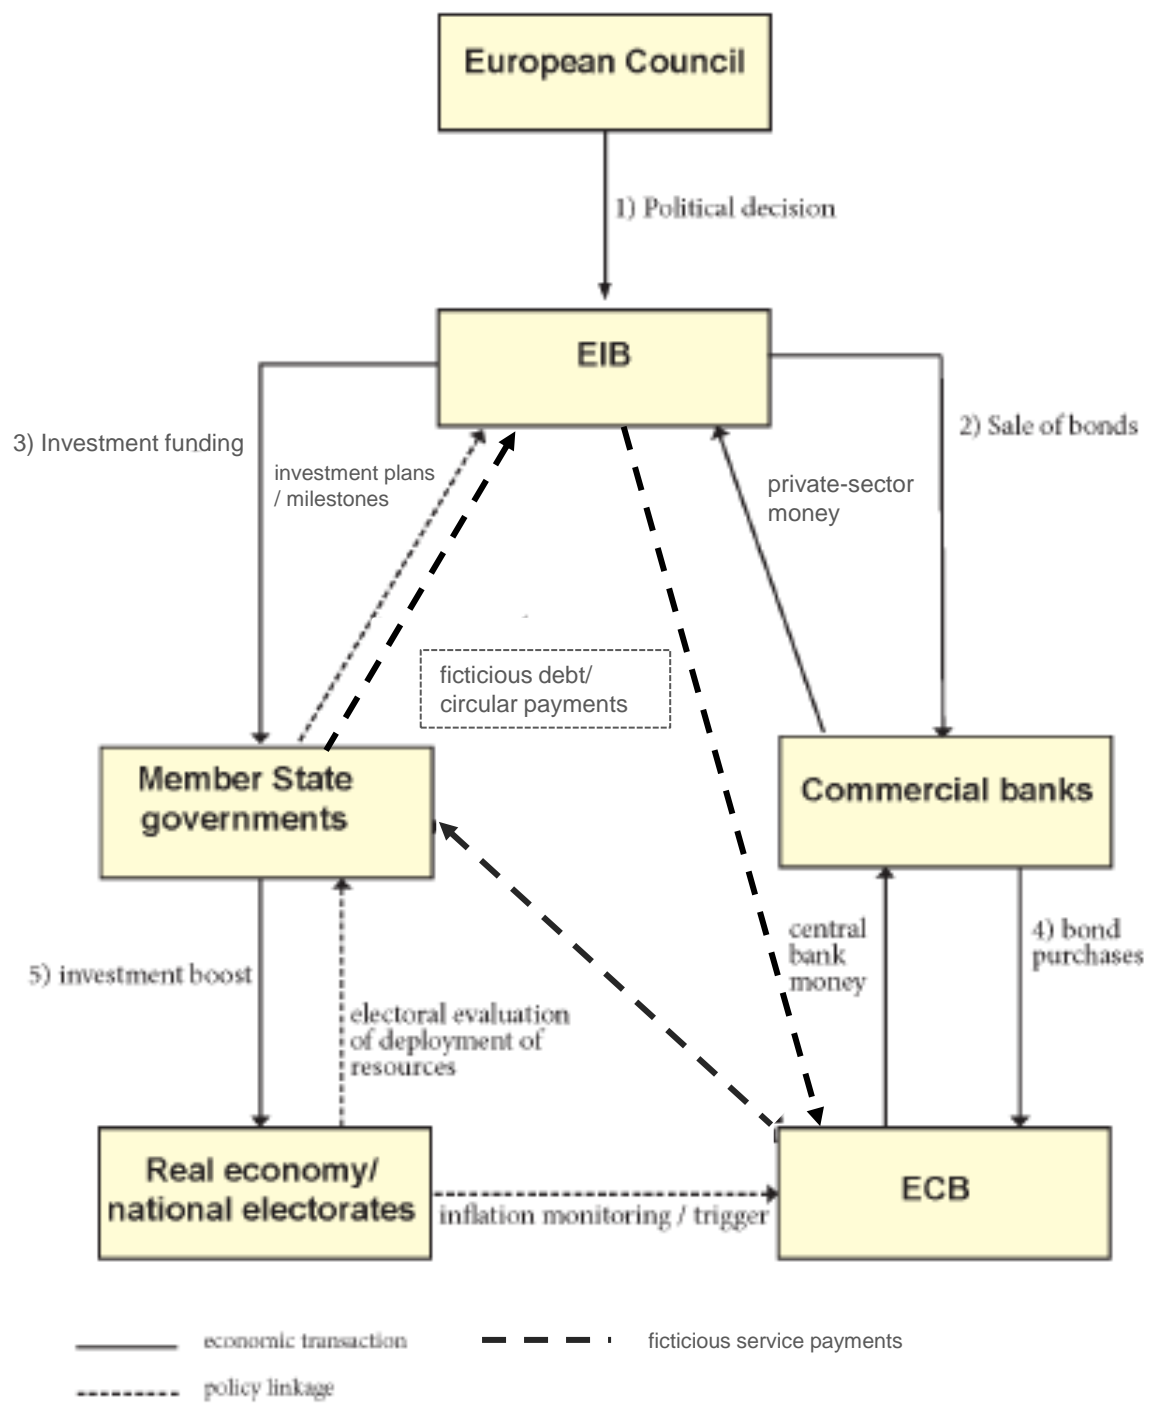 European Council
1) Political decision
EIB
3) Investment funding
2) Sale of bonds
investment plans
/ milestones
private-sector
money
ficticious debt/
circular payments
Member State
governments
Commercial banks
5) investment boost
electoral evaluation
of deployment of
resources
central
bank
money
4) bond
purchases
Real economy/
national electorates
inflation monitoring / trigger
ECB
economic transaction
ficticious service payments
policy linkage